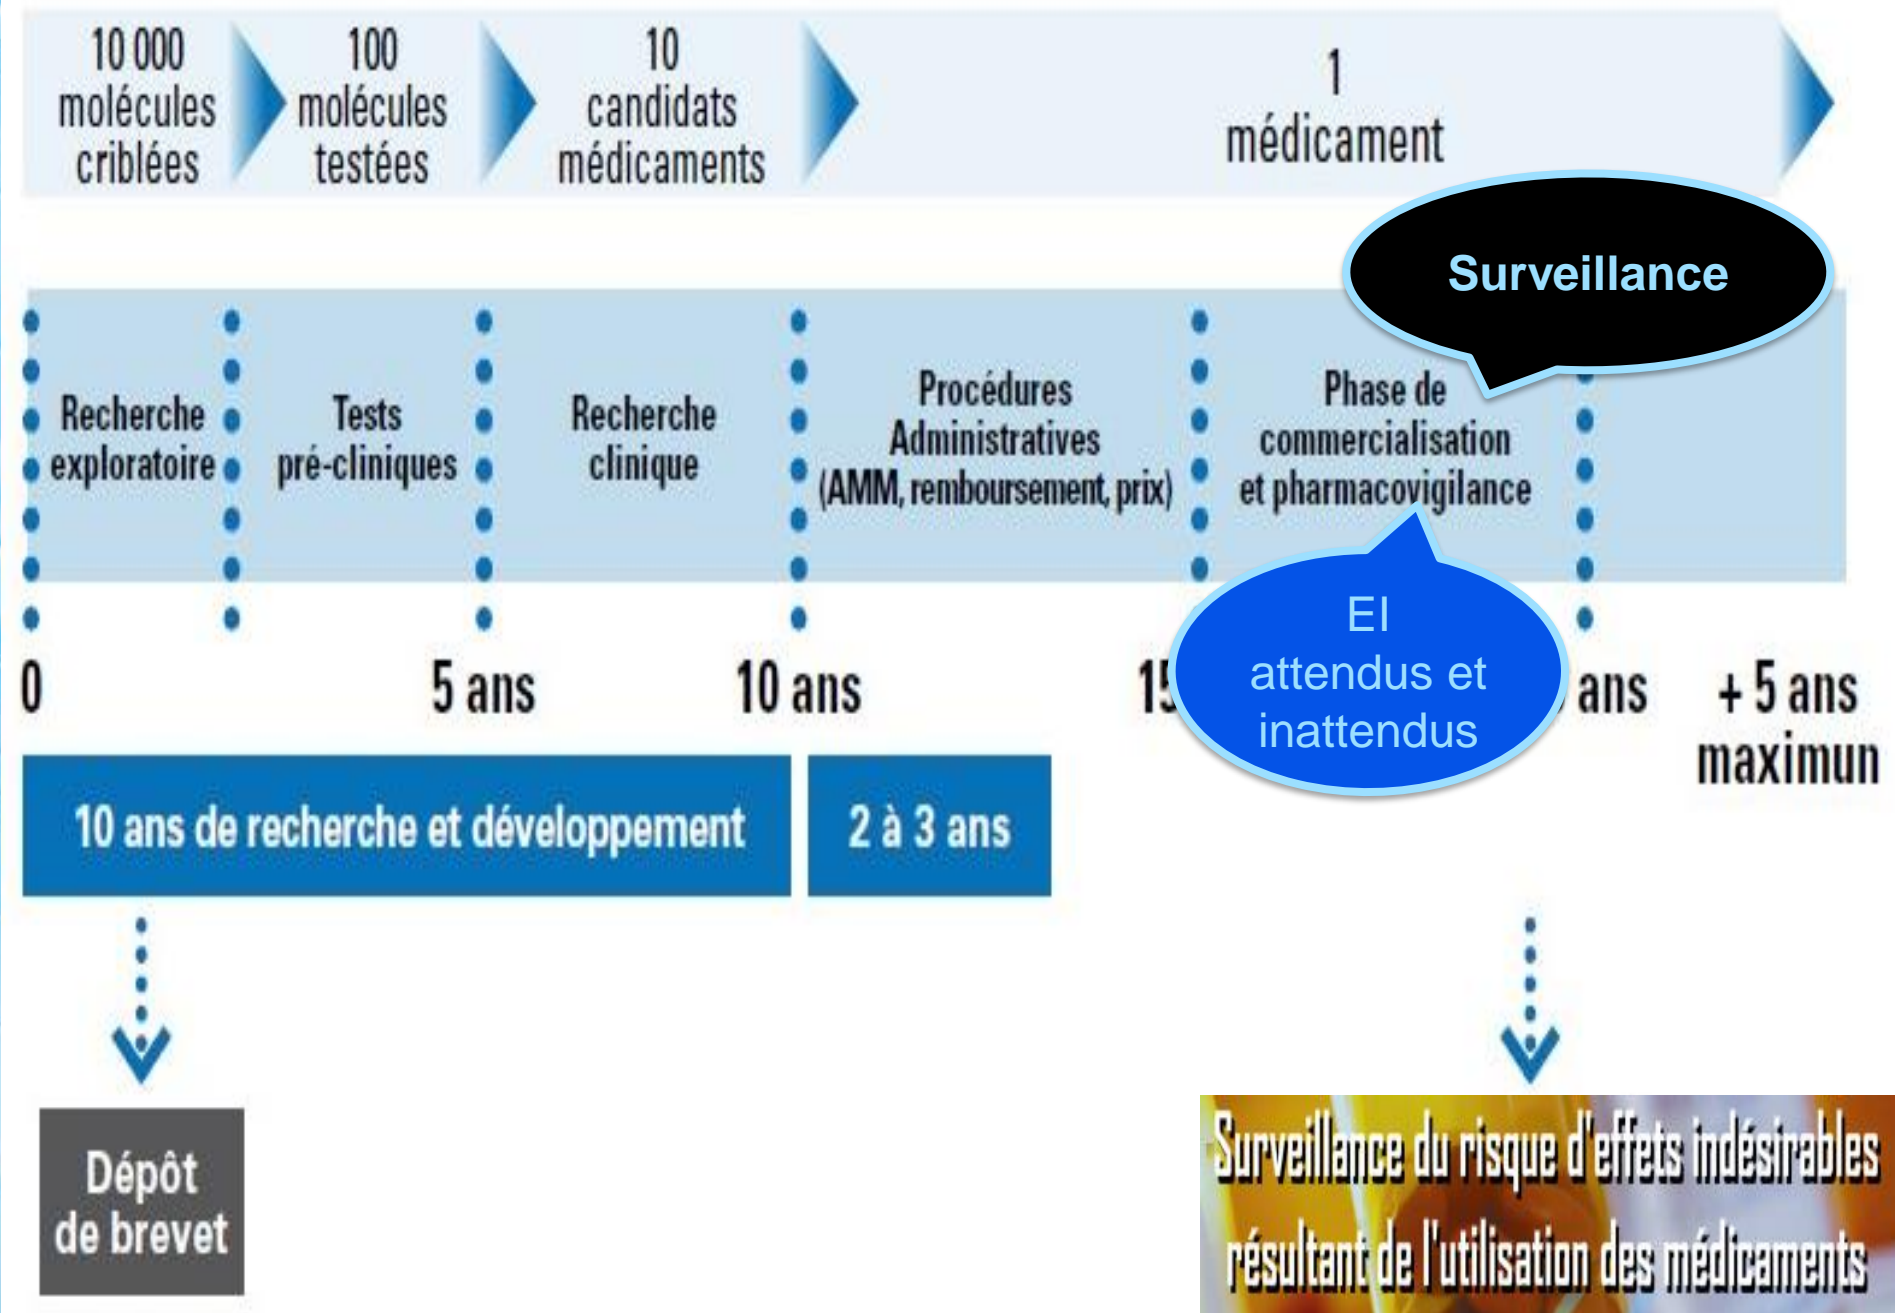 10 000
molécules
criblées
100
molécules
testées
10
candidats
médicaments
1
médicament
Surveillance
Recherche
exploratoire
Tests
pré-cliniques
Recherche
clinique
Procédures
Administratives
(AMM, remboursement, prix)
Phase de
commercialisation
et pharmacovigilance
EI
attendus et
inattendus
0
5 ans
10 ans
15
ans
+ 5 ans
maximun
10 ans de recherche et développement
2 à 3 ans
Dépôt
de brevet
Surveillance du risque d'effets indésirables
résultant de l'utilisation des médicaments